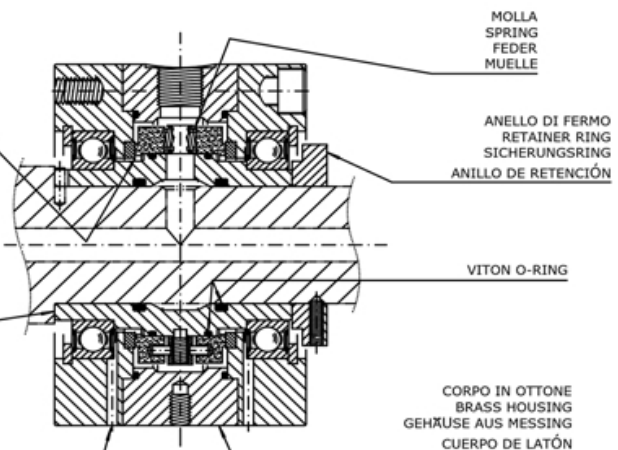 MOLLA
SPRING
FEDER
MUELLE
ANELLO DI FERMO
RETAINER RING
SICHERUNGSRING
ANILLO DE RETENCIÓN
VITON O-RING
CORPO IN OTTONE
BRASS HOUSING
GEHÄUSE AUS MESSING
CUERPO DE LATÓN